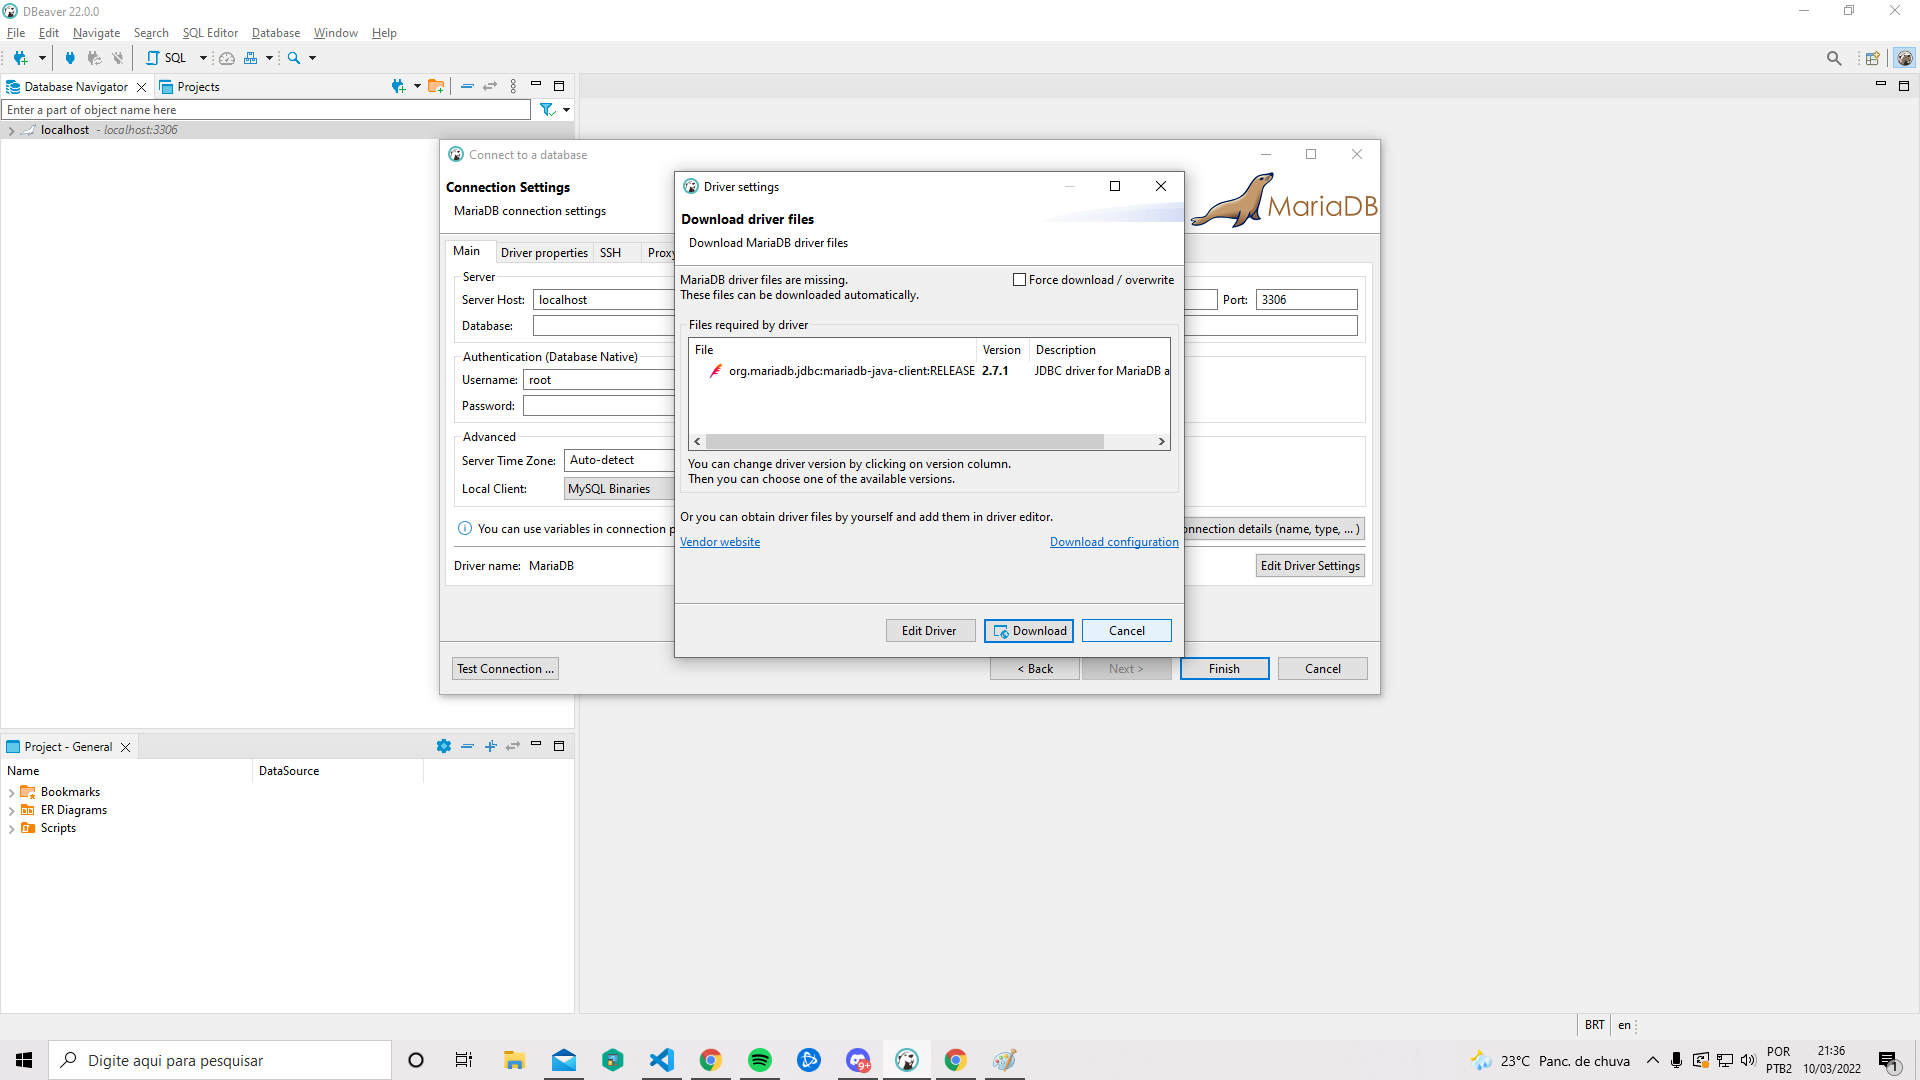 DBeaver 22.0.0
File Edit Navigate Search SQL Editor Database Window Help
SQL
Database Navigator
Projects
Enter a part of object name here
localhost - localhost:3306
Connect to a database
Connection Settings
MariaDB connection settings
MariaDB
Main
Driver properties
SSH
Proxy
Server
Server Host: localhost
Port: 3306
Database:
Authentication (Database Native)
Username: root
Password:
Advanced
Server Time Zone: Auto-detect
Local Client: MySQL Binaries
You can use variables in connection p
onnection details (name, type, ... )
Driver name: MariaDB
Edit Driver Settings
Test Connection ...
< Back
Next >
Finish
Cancel
Driver settings
Download driver files
Download MariaDB driver files
MariaDB driver files are missing.
These files can be downloaded automatically.
Force download / overwrite
Files required by driver
File Version Description
org.mariadb.jdbc:mariadb-java-client:RELEASE 2.7.1 JDBC driver for MariaDB a
You can change driver version by clicking on version column.
Then you can choose one of the available versions.
Or you can obtain driver files by yourself and add them in driver editor.
Vendor website
Download configuration
Edit Driver
Download
Cancel
Project - General
Name DataSource
Bookmarks
ER Diagrams
Scripts
BRT en
Digite aqui para pesquisar
9+
23°C Panc. de chuva
POR
PTB2
21:36
10/03/2022
1